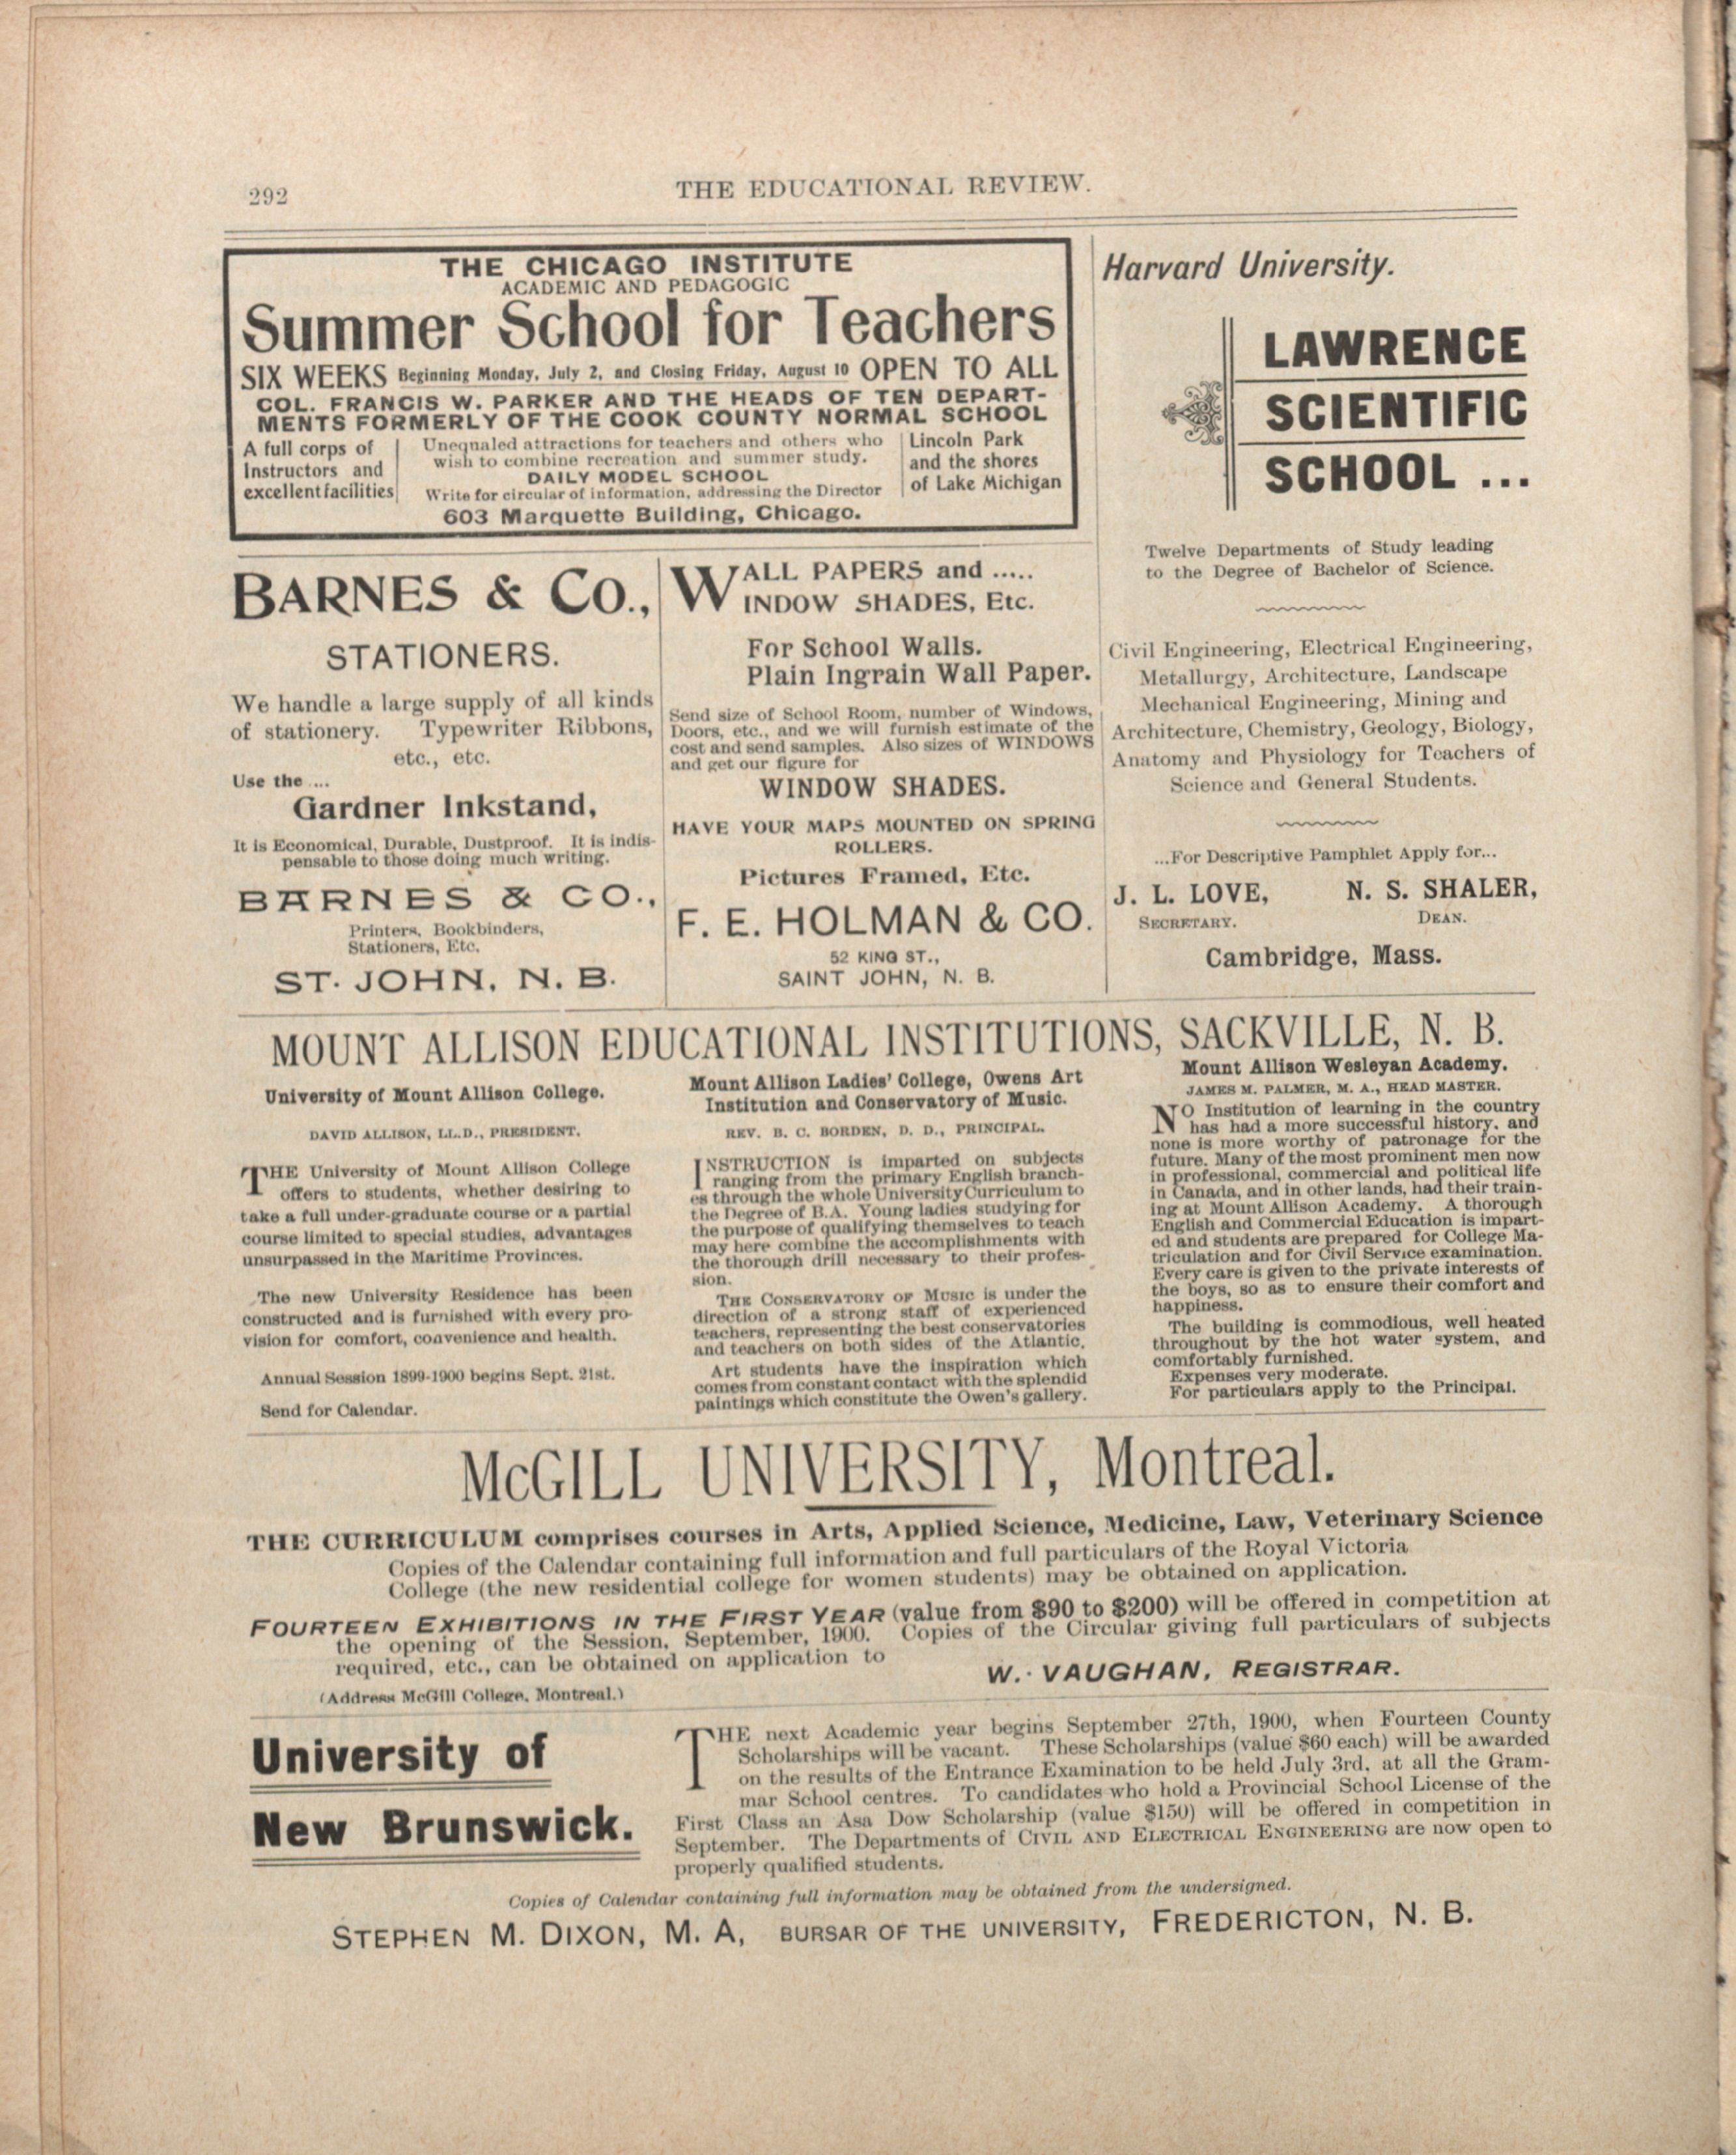 292
THE EDUCATIONAL REVIEW.
THE CHICAGO INSTITUTE
ACADEMIC AND PEDAGOGIC
Summer School for Teachers
SIX WEEKS Beginning Monday, July 2, and Closing Friday, August 10 OPEN TO ALL
COL. FRANCIS W. PARKER AND THE HEADS OF TEN DEPART-
MENTS FORMERLY OF THE COOK COUNTY NORMAL SCHOOL
A full corps of
Instructors and
excellent facilities
Unequaled attractions for teachers and others who
wish to combine recreation and summer study.
DAILY MODEL SCHOOL
Write for circular of information, addressing the Director
Lincoln Park
and the shores
of Lake Michigan
603 Marquette Building, Chicago.
BARNES & CO.,
STATIONERS.
We handle a large supply of all kinds
of stationery. Typewriter Ribbons,
etc., etc.
Use the ....
Gardner Inkstand,
It is Economical, Durable, Dustproof. It is indis-
pensable to those doing much writing.
BARNES & CO.,
Printers, Bookbinders,
Stationers, Etc.
ST. JOHN, N. B.
WALL PAPERS and .....
WINDOW SHADES, Etc.
For School Walls.
Plain Ingrain Wall Paper.
Send size of School Room, number of Windows,
Doors, etc., and we will furnish estimate of the
cost and send samples. Also sizes of WINDOWS
and get our figure for
WINDOW SHADES.
HAVE YOUR MAPS MOUNTED ON SPRING
ROLLERS.
Pictures Framed, Etc.
F. E. HOLMAN & CO.
52 KING ST.,
SAINT JOHN, N. B.
Harvard University.
LAWRENCE
SCIENTIFIC
SCHOOL ...
Twelve Departments of Study leading
to the Degree of Bachelor of Science.
Civil Engineering, Electrical Engineering,
Metallurgy, Architecture, Landscape
Mechanical Engineering, Mining and
Architecture, Chemistry, Geology, Biology,
Anatomy and Physiology for Teachers of
Science and General Students.
...For Descriptive Pamphlet Apply for...
J. L. LOVE, N. S. SHALER,
SECRETARY. DEAN.
Cambridge, Mass.
MOUNT ALLISON EDUCATIONAL INSTITUTIONS, SACKVILLE, N. B.
University of Mount Allison College.
DAVID ALLISON, LL.D., PRESIDENT.
THE University of Mount Allison College
offers to students, whether desiring to
take a full under-graduate course or a partial
course limited to special studies, advantages
unsurpassed in the Maritime Provinces.
The new University Residence has been
constructed and is furnished with every pro-
vision for comfort, convenience and health.
Annual Session 1899-1900 begins Sept. 21st.
Send for Calendar.
Mount Allison Ladies' College, Owens Art
Institution and Conservatory of Music.
REV. B. C. BORDEN, D. D., PRINCIPAL.
INSTRUCTION is imparted on subjects
ranging from the primary English branch-
es through the whole University Curriculum to
the Degree of B.A. Young ladies studying for
the purpose of qualifying themselves to teach
may here combine the accomplishments with
the thorough drill necessary to their profes-
sion.
THE CONSERVATORY OF MUSIC is under the
direction of a strong staff of experienced
teachers, representing the best conservatories
and teachers on both sides of the Atlantic.
Art students have the inspiration which
comes from constant contact with the splendid
paintings which constitute the Owen's gallery.
Mount Allison Wesleyan Academy.
JAMES M. PALMER, M. A., HEAD MASTER.
NO Institution of learning in the country
has had a more successful history, and
none is more worthy of patronage for the
future. Many of the most prominent men now
in professional, commercial and political life
in Canada, and in other lands, had their train-
ing at Mount Allison Academy. A thorough
English and Commercial Education is impart-
ed and students are prepared for College Ma-
triculation and for Civil Service examination.
Every care is given to the private interests of
the boys, so as to ensure their comfort and
happiness.
The building is commodious, well heated
throughout by the hot water system, and
comfortably furnished.
Expenses very moderate.
For particulars apply to the Principal.
McGILL UNIVERSITY, Montreal.
THE CURRICULUM comprises courses in Arts, Applied Science, Medicine, Law, Veterinary Science
Copies of the Calendar containing full information and full particulars of the Royal Victoria
College (the new residential college for women students) may be obtained on application.
FOURTEEN EXHIBITIONS IN THE FIRST YEAR (value from $90 to $200) will be offered in competition at
the opening of the Session, September, 1900. Copies of the Circular giving full particulars of subjects
required, etc., can be obtained on application to
W. VAUGHAN, REGISTRAR.
(Address McGill College, Montreal.)
University of
New Brunswick.
THE next Academic year begins September 27th, 1900, when Fourteen County
Scholarships will be vacant. These Scholarships (value $60 each) will be awarded
on the results of the Entrance Examination to be held July 3rd, at all the Gram-
mar School centres. To candidates who hold a Provincial School License of the
First Class an Asa Dow Scholarship (value $150) will be offered in competition in
September. The Departments of CIVIL AND ELECTRICAL ENGINEERING are now open to
properly qualified students.
Copies of Calendar containing full information may be obtained from the undersigned.
STEPHEN M. DIXON, M. A, BURSAR OF THE UNIVERSITY, FREDERICTON, N. B.